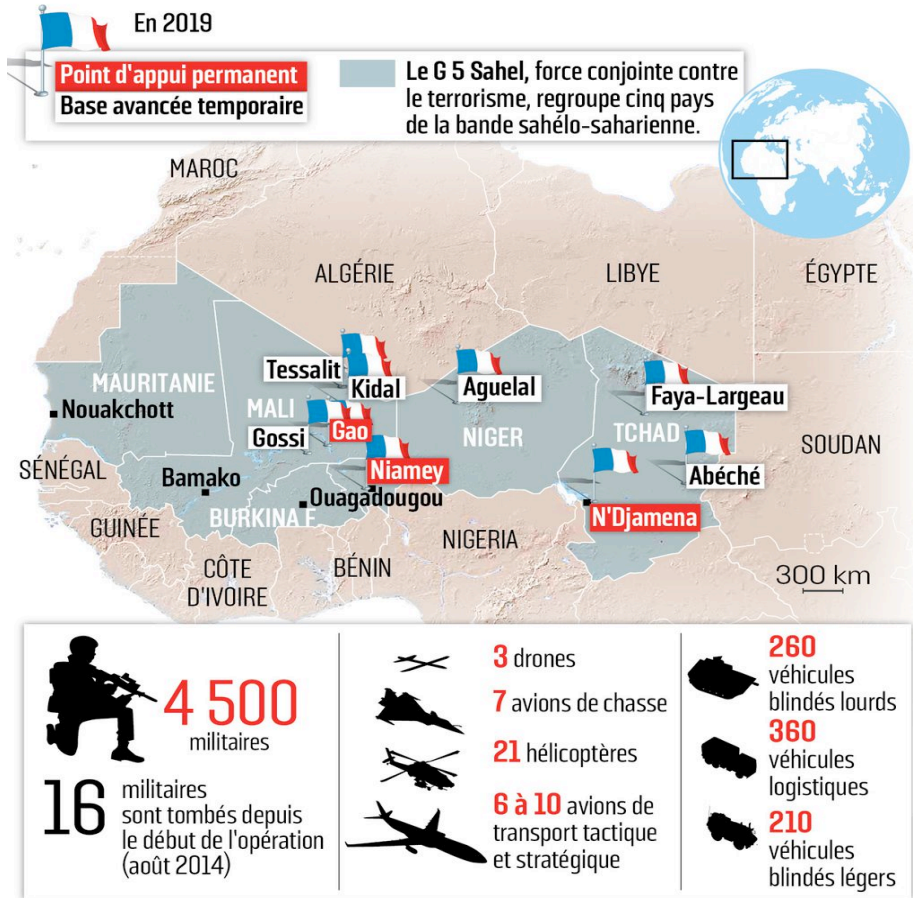 En 2019
Point d'appui permanent
Base avancée temporaire
Le G 5 Sahel, force conjointe contre
le terrorisme, regroupe cinq pays
de la bande sahélo-saharienne.
MAROC
ALGÉRIE
LIBYE
ÉGYPTE
Tessalit
Kidal
Aguelal
Faya-Largeau
MAURITANIE
Nouakchott
MALI
Gao
Gossi
NIGER
TCHAD
SOUDAN
Abéché
SÉNÉGAL
Bamako
Niamey
Ouagadougou
BURKINA F.
N'Djamena
GUINÉE
NIGERIA
CÔTE
D'IVOIRE
BÉNIN
300 km
4 500
militaires
16
militaires
sont tombés depuis
le début de l'opération
(août 2014)
3 drones
7 avions de chasse
21 hélicoptères
6 à 10 avions de
transport tactique
et stratégique
260
véhicules
blindés lourds
360
véhicules
logistiques
210
véhicules
blindés légers